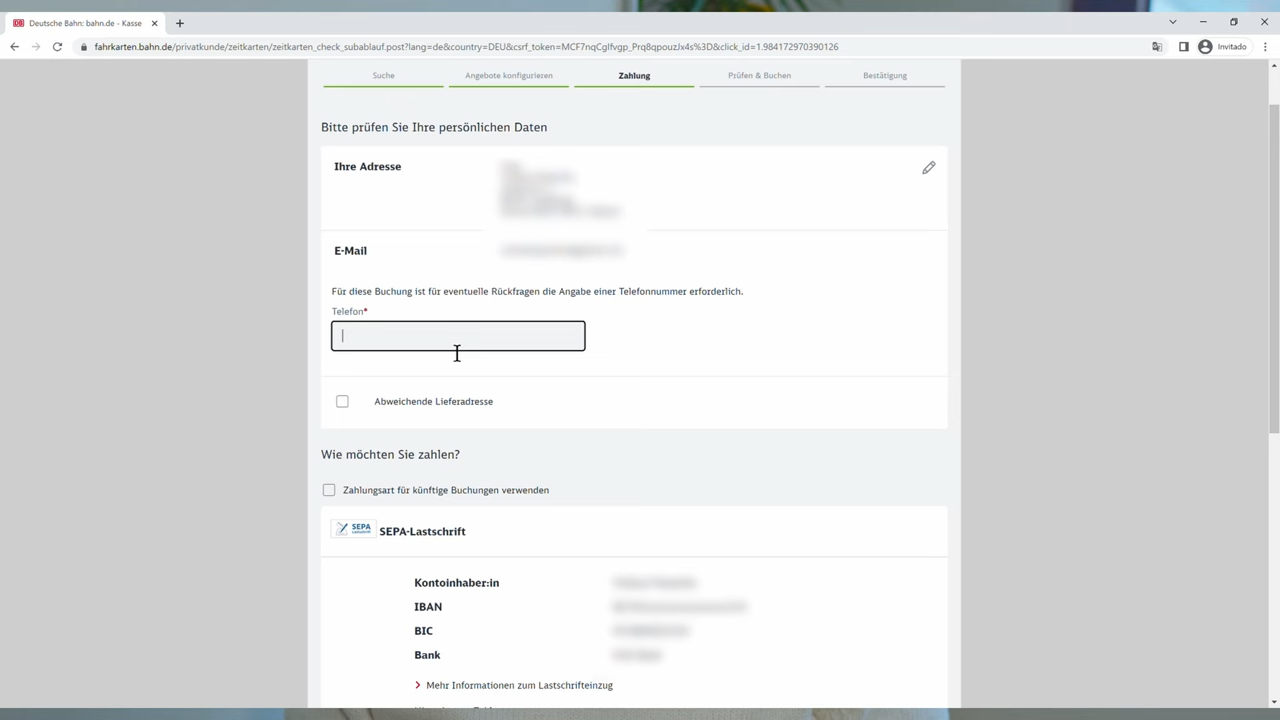 DB Deutsche Bahn: bahn.de - Kasse
fahrkarten.bahn.de/privatkunde/zeitkarten/zeitkarten_check_subablauf.post?lang=de&country=DEU&csrf_token=MCF7nqCglfvgp_Prq8qpouzJx4s%3D&click_id=1.984172970390126
Invitado
Suche Angebote konfigurieren Zahlung Prüfen & Buchen Bestätigung
Bitte prüfen Sie Ihre persönlichen Daten
Ihre Adresse
E-Mail
Für diese Buchung ist für eventuelle Rückfragen die Angabe einer Telefonnummer erforderlich.
Telefon*
Abweichende Lieferadresse
Wie möchten Sie zahlen?
Zahlungsart für künftige Buchungen verwenden
SEPA Lastschrift SEPA-Lastschrift
Kontoinhaber:in
IBAN
BIC
Bank
Mehr Informationen zum Lastschrifteinzug